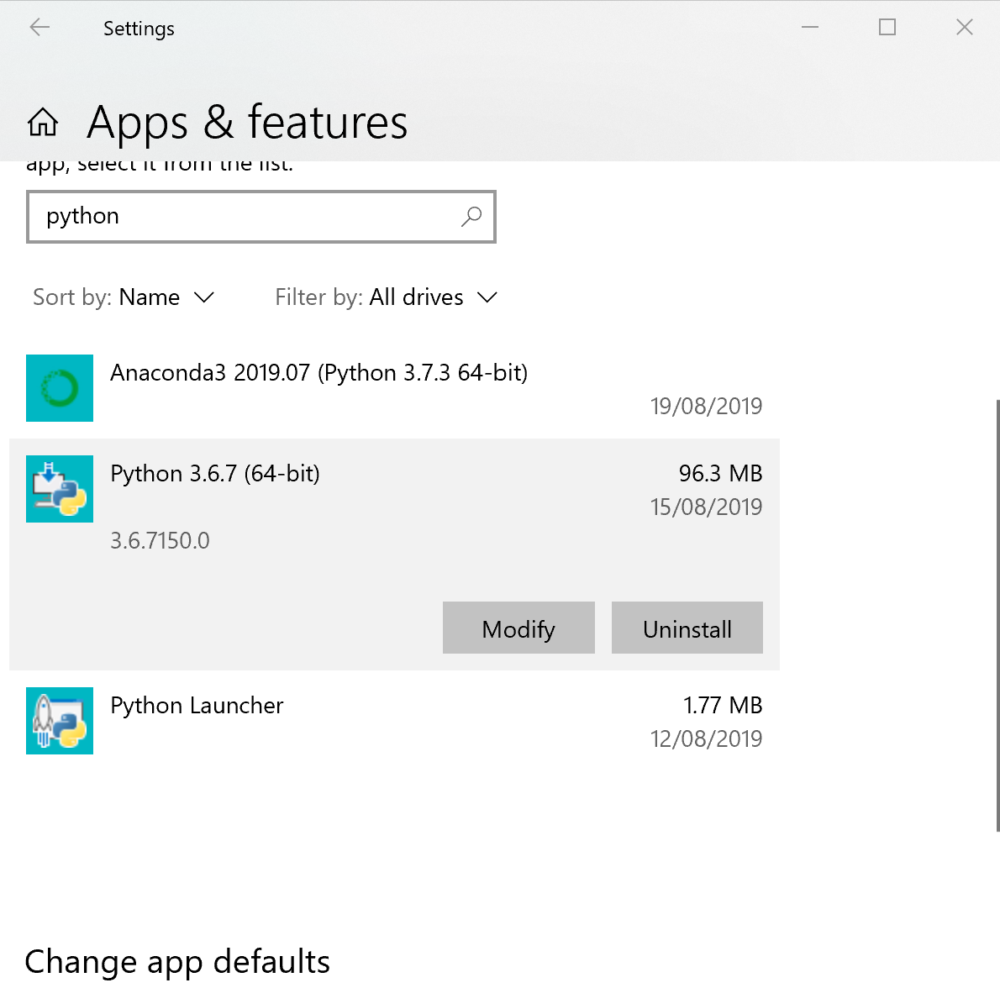 Settings
Apps & features
app, select it from the list.
python
Sort by: Name Filter by: All drives
Anaconda3 2019.07 (Python 3.7.3 64-bit)
19/08/2019
Python 3.6.7 (64-bit) 96.3 MB
15/08/2019
3.6.7150.0
Modify Uninstall
Python Launcher 1.77 MB
12/08/2019
Change app defaults